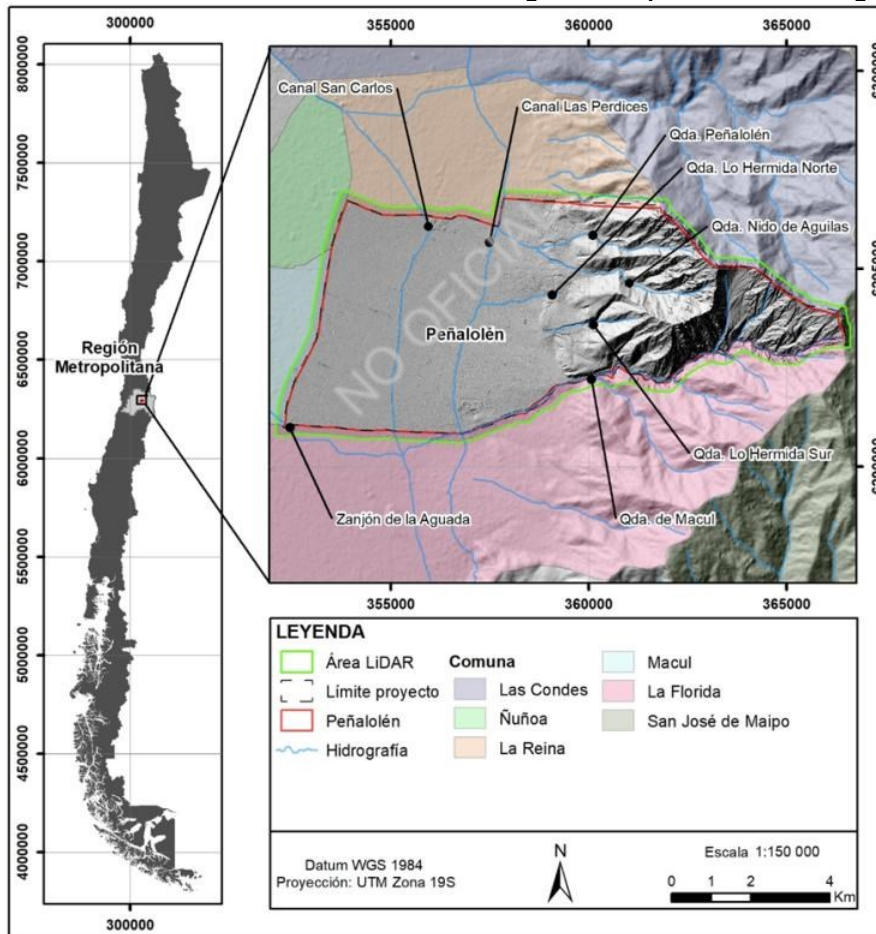 300000
355000
360000
365000
8000000
7500000
7000000
6500000
6000000
5500000
5000000
4500000
4000000
Región
Metropolitana
300000
Canal San Carlos
Canal Las Perdices
Qda. Peñalolén
Qda. Lo Hermida Norte
Qda. Nido de Aguilas
Peñalolén
NO OFICIAL
Qda. Lo Hermida Sur
Zanjón de la Aguada
Qda. de Macul
6300000
6295000
6290000
355000
360000
365000
LEYENDA
Área LiDAR
Límite proyecto
Peñalolén
Hidrografía
Comuna
Las Condes
Ñuñoa
La Reina
Macul
La Florida
San José de Maipo
Datum WGS 1984
Proyección: UTM Zona 19S
N
Escala 1:150 000
0 1 2 4
Km